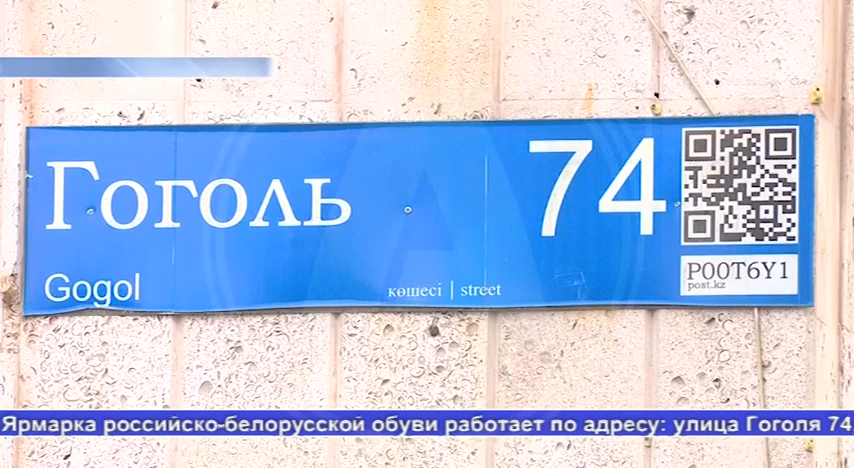 Гоголь
74
Gogol
көшесі | street
P00T6Y1
post.kz
Ярмарка российско-белорусской обуви работает по адресу: улица Гоголя 74